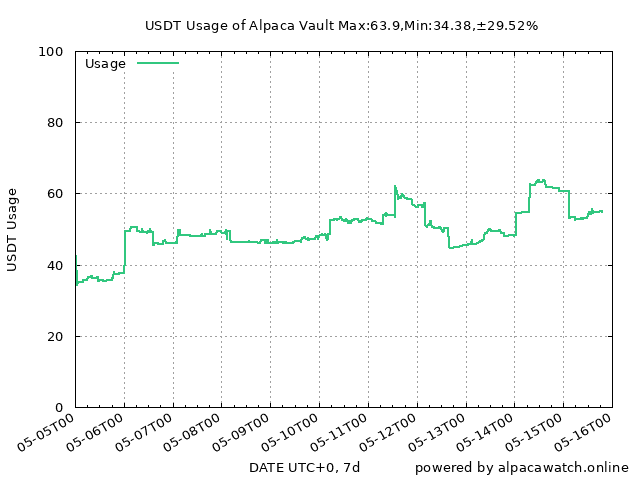 USDT Usage of Alpaca Vault Max:63.9,Min:34.38,±29.52%
100
Usage
80
60
USDT Usage
40
20
0
05-05T00
05-06T00
05-07T00
05-08T00
05-09T00
05-10T00
05-11T00
05-12T00
05-13T00
05-14T00
05-15T00
05-16T00
DATE UTC+0, 7d
powered by alpacawatch.online